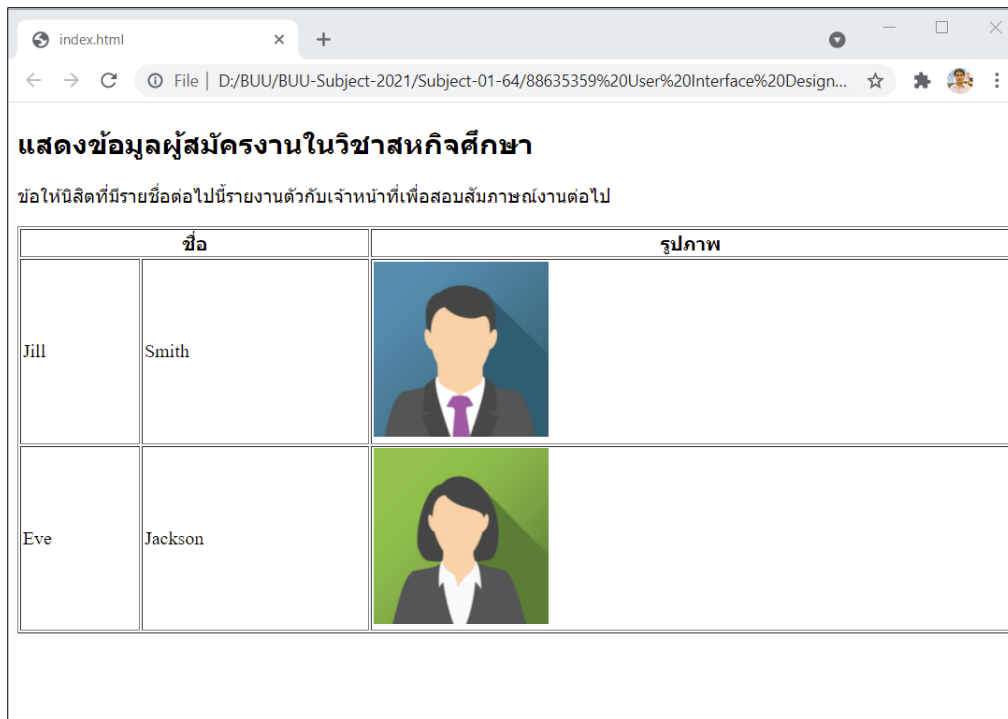 index.html
File | D:/BUU/BUU-Subject-2021/Subject-01-64/88635359%20User%20Interface%20Design...
แสดงข้อมูลผู้สมัครงานในวิชาสหกิจศึกษา
ข้อให้นิสิตที่มีรายชื่อต่อไปนี้รายงานตัวกับเจ้าหน้าที่เพื่อสอบสัมภาษณ์งานต่อไป
ชื่อ รูปภาพ
Jill Smith
Eve Jackson